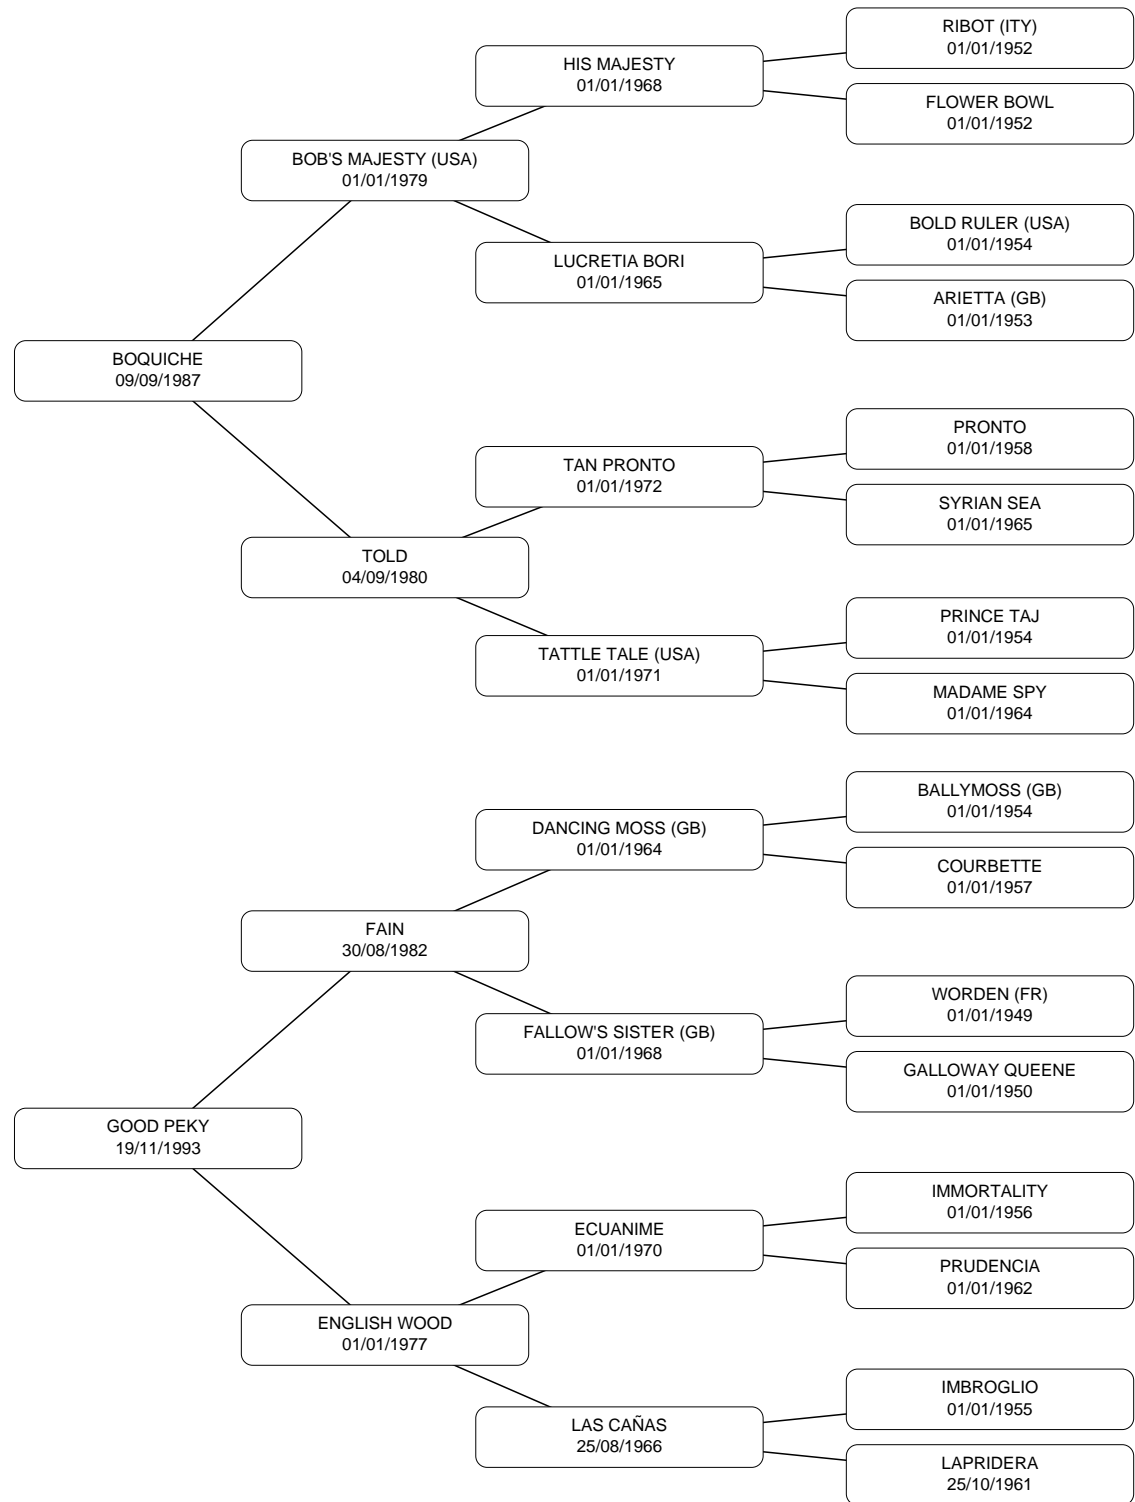 RIBOT (ITY)
01/01/1952
HIS MAJESTY
01/01/1968
FLOWER BOWL
01/01/1952
BOB'S MAJESTY (USA)
01/01/1979
BOLD RULER (USA)
01/01/1954
LUCRETIA BORI
01/01/1965
ARIETTA (GB)
01/01/1953
BOQUICHE
09/09/1987
PRONTO
01/01/1958
TAN PRONTO
01/01/1972
SYRIAN SEA
01/01/1965
TOLD
04/09/1980
PRINCE TAJ
01/01/1954
TATTLE TALE (USA)
01/01/1971
MADAME SPY
01/01/1964
BALLYMOSS (GB)
01/01/1954
DANCING MOSS (GB)
01/01/1964
COURBETTE
01/01/1957
FAIN
30/08/1982
WORDEN (FR)
01/01/1949
FALLOW'S SISTER (GB)
01/01/1968
GALLOWAY QUEENE
01/01/1950
GOOD PEKY
19/11/1993
IMMORTALITY
01/01/1956
ECUANIME
01/01/1970
PRUDENCIA
01/01/1962
ENGLISH WOOD
01/01/1977
IMBROGLIO
01/01/1955
LAS CAÑAS
25/08/1966
LAPRIDERA
25/10/1961